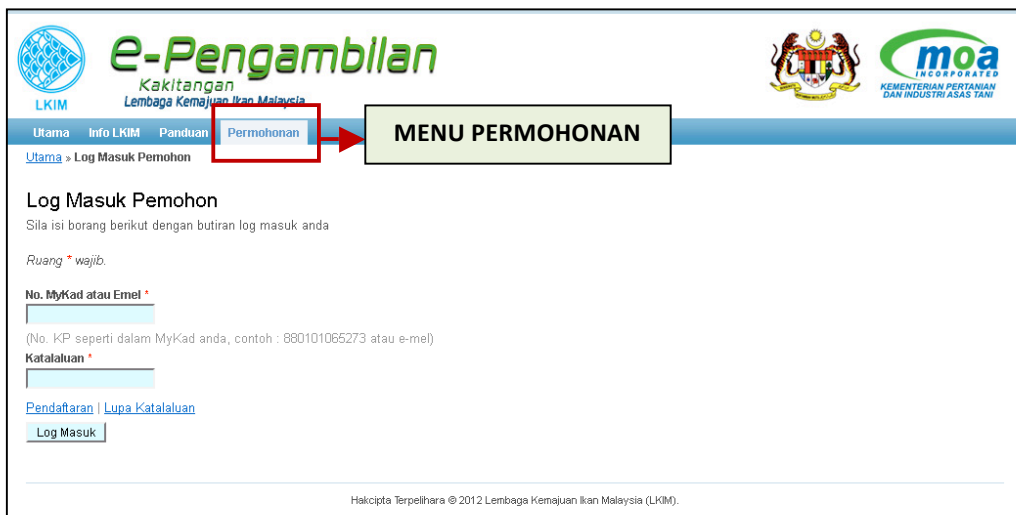 e-Pengambilan
Kakitangan
Lembaga Kemajuan Ikan Malaysia
LKIM
moa
INCORPORATED
KEMENTERIAN PERTANIAN
DAN INDUSTRI ASAS TANI
Utama Info LKIM Panduan Permohonan
MENU PERMOHONAN
Utama » Log Masuk Pemohon
Log Masuk Pemohon
Sila isi borang berikut dengan butiran log masuk anda
Ruang * wajib.
No. MyKad atau Emel *
(No. KP seperti dalam MyKad anda, contoh : 880101065273 atau e-mel)
Katalaluan *
Pendaftaran | Lupa Katalaluan
Log Masuk
Hakcipta Terpelihara © 2012 Lembaga Kemajuan Ikan Malaysia (LKIM).